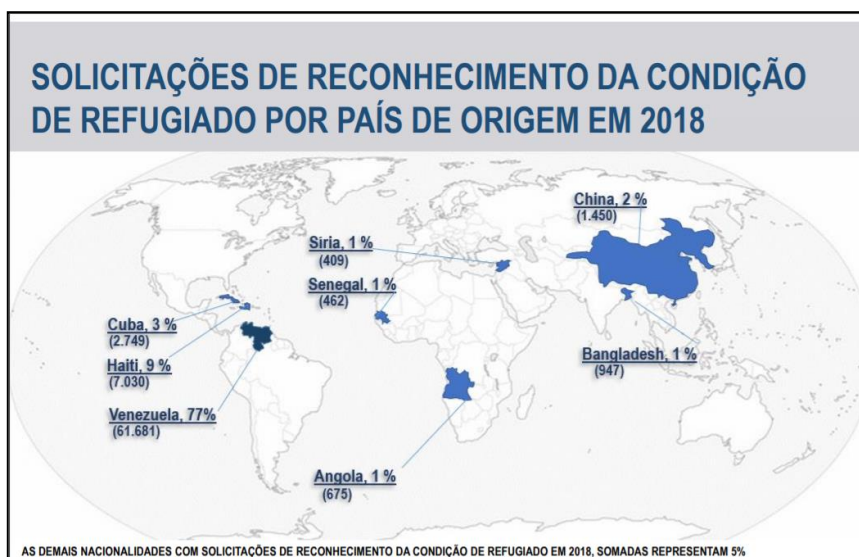 SOLICITAÇÕES DE RECONHECIMENTO DA CONDIÇÃO
DE REFUGIADO POR PAÍS DE ORIGEM EM 2018
China, 2 %
(1.450)
Siria, 1 %
(409)
Senegal, 1 %
(462)
Cuba, 3 %
(2.749)
Haiti, 9 %
(7.030)
Bangladesh, 1 %
(947)
Venezuela, 77%
(61.681)
Angola, 1 %
(675)
AS DEMAIS NACIONALIDADES COM SOLICITAÇÕES DE RECONHECIMENTO DA CONDIÇÃO DE REFUGIADO EM 2018, SOMADAS REPRESENTAM 5%